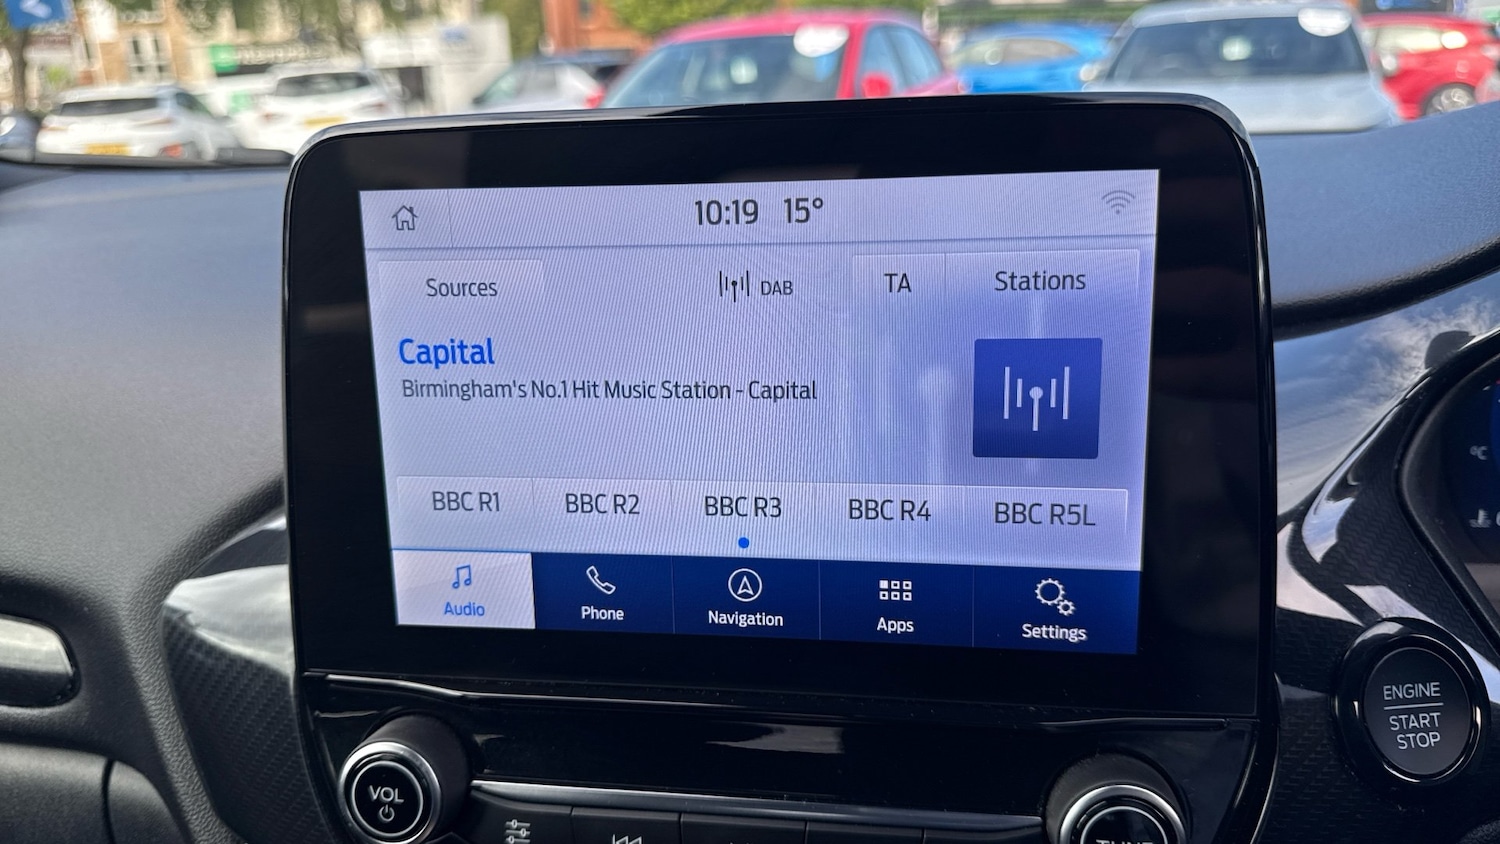 10:19 15°
Sources DAB TA Stations
Capital
Birmingham's No.1 Hit Music Station - Capital
BBC R1 BBC R2 BBC R3 BBC R4 BBC R5L
Audio Phone Navigation Apps Settings
ENGINE
START
STOP
VOL
TUNE
°C